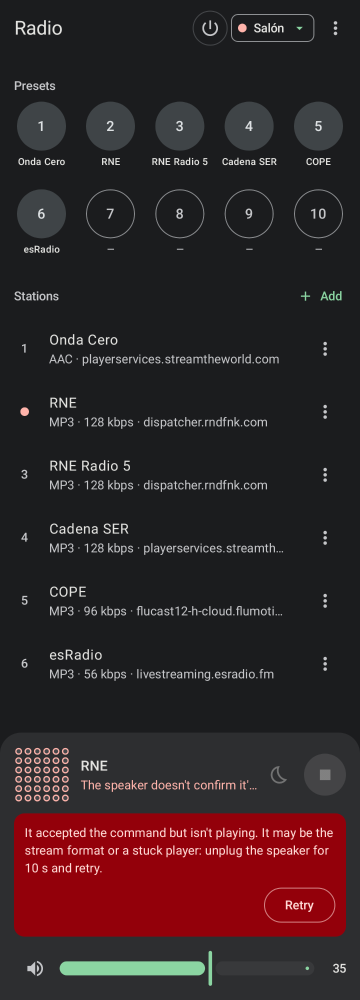 Radio
Salón
Presets
1 2 3 4 5
Onda Cero RNE RNE Radio 5 Cadena SER COPE
6 7 8 9 10
esRadio – – – –
Stations + Add
1 Onda Cero
AAC · playerservices.streamtheworld.com
RNE
MP3 · 128 kbps · dispatcher.rndfnk.com
3 RNE Radio 5
MP3 · 128 kbps · dispatcher.rndfnk.com
4 Cadena SER
MP3 · 128 kbps · playerservices.streamth...
5 COPE
MP3 · 96 kbps · flucast12-h-cloud.flumoti...
6 esRadio
MP3 · 56 kbps · livestreaming.esradio.fm
RNE
The speaker doesn't confirm it'...
It accepted the command but isn't playing. It may be the
stream format or a stuck player: unplug the speaker for
10 s and retry.
Retry
35